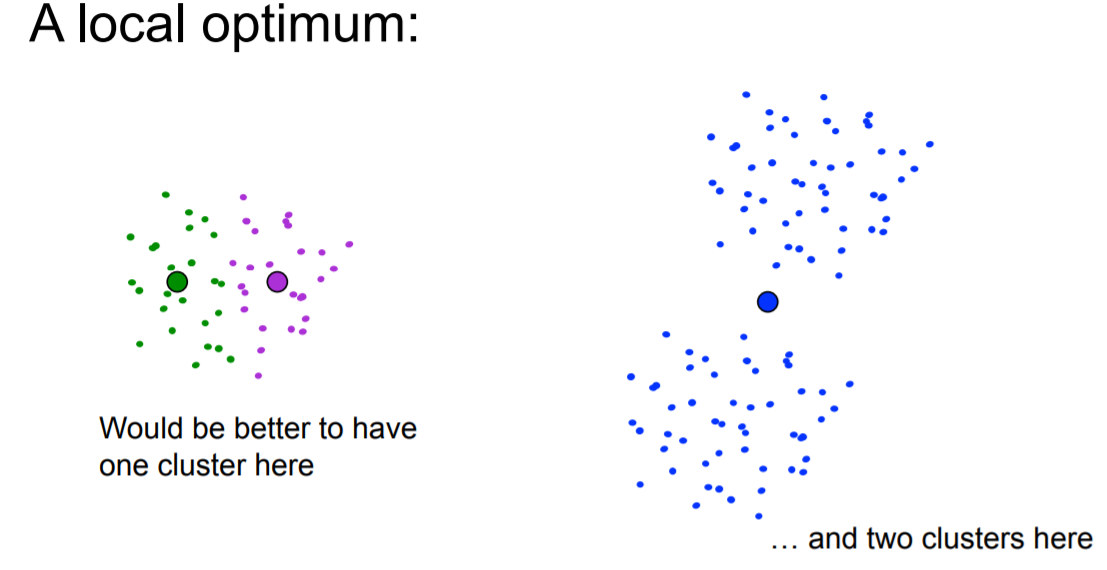 A local optimum:
Would be better to have
one cluster here
… and two clusters here